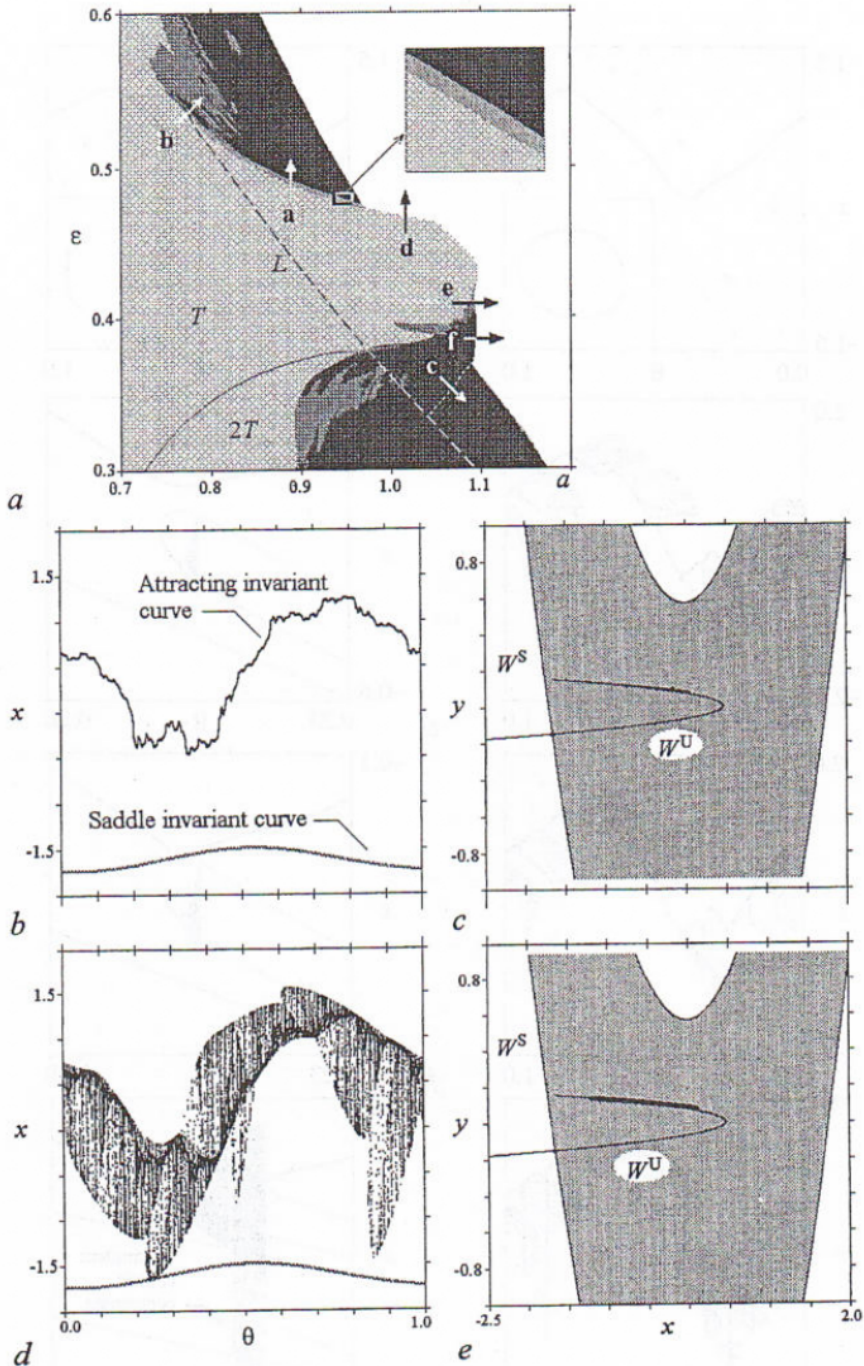 0.6
0.5
ε
0.4
0.3
b
a
d
L
e
T
f
c
2T
0.7
0.8
0.9
1.0
1.1
a
a
1.5
Attracting invariant
curve
x
Saddle invariant curve
-1.5
b
0.8
W^S
y
W^U
-0.8
c
1.5
x
-1.5
0.0
θ
1.0
d
0.8
W^S
y
W^U
-0.8
-2.5
x
2.0
e